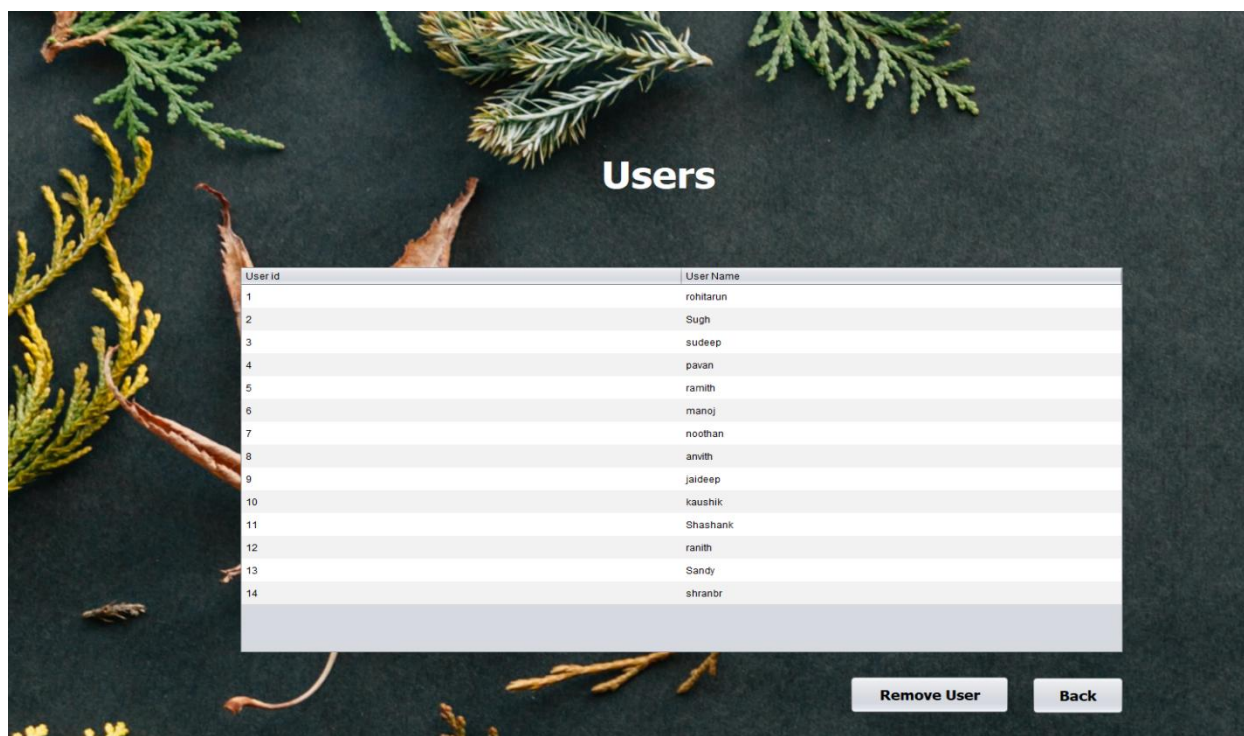 Users
User id User Name
1 rohitarun
2 Sugh
3 sudeep
4 pavan
5 ramith
6 manoj
7 noothan
8 anvith
9 jaideep
10 kaushik
11 Shashank
12 ranith
13 Sandy
14 shranbr
Remove User Back